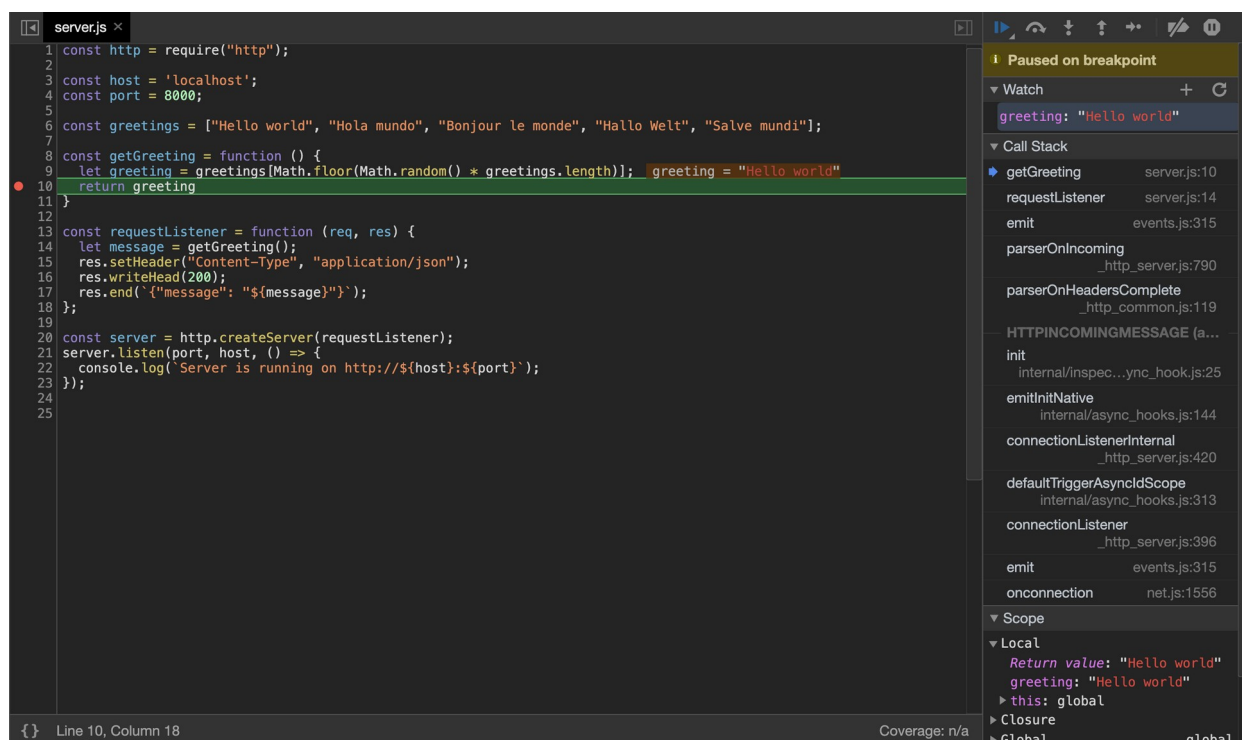 server.js ×
1 const http = require("http");
2
3 const host = 'localhost';
4 const port = 8000;
5
6 const greetings = ["Hello world", "Hola mundo", "Bonjour le monde", "Hallo Welt", "Salve mundi"];
7
8 const getGreeting = function () {
9   let greeting = greetings[Math.floor(Math.random() * greetings.length)];  greeting = "Hello world"
10   return greeting
11 }
12
13 const requestListener = function (req, res) {
14   let message = getGreeting();
15   res.setHeader("Content-Type", "application/json");
16   res.writeHead(200);
17   res.end(`{"message": "${message}"}`);
18 };
19
20 const server = http.createServer(requestListener);
21 server.listen(port, host, () => {
22   console.log(`Server is running on http://${host}:${port}`);
23 });
24
25
{} Line 10, Column 18
Coverage: n/a
Paused on breakpoint
Watch
greeting: "Hello world"
Call Stack
getGreeting server.js:10
requestListener server.js:14
emit events.js:315
parserOnIncoming
_http_server.js:790
parserOnHeadersComplete
_http_common.js:119
HTTPINCOMINGMESSAGE (a...
init
internal/inspec…ync_hook.js:25
emitInitNative
internal/async_hooks.js:144
connectionListenerInternal
_http_server.js:420
defaultTriggerAsyncIdScope
internal/async_hooks.js:313
connectionListener
_http_server.js:396
emit events.js:315
onconnection net.js:1556
Scope
Local
Return value: "Hello world"
greeting: "Hello world"
this: global
Closure
Global global